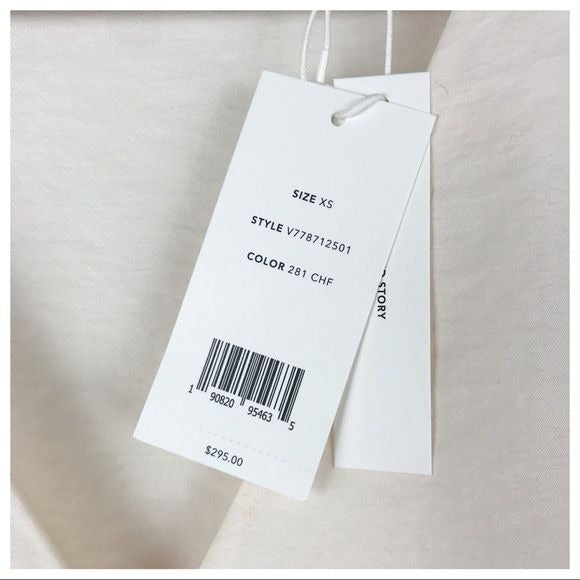 SIZE XS
STYLE V778712501
COLOR 281 CHF
1 90820 95463 5
$295.00
STORY